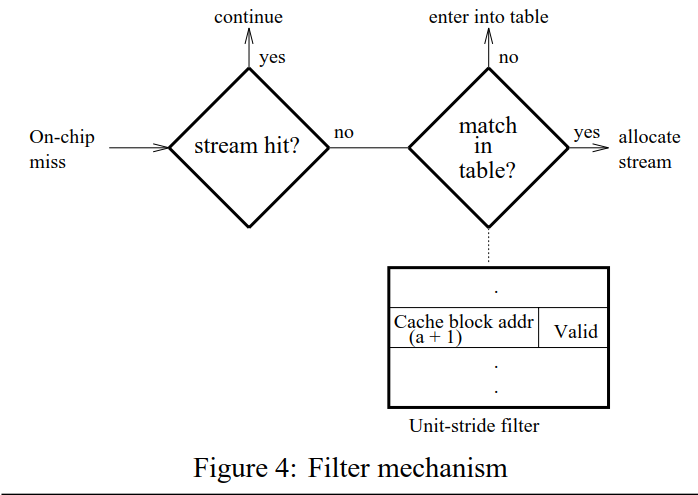 continue
enter into table
yes
no
On-chip
miss
stream hit?
no
match
in
table?
yes
allocate
stream
.
Cache block addr
(a + 1)
Valid
.
.
Unit-stride filter
Figure 4: Filter mechanism